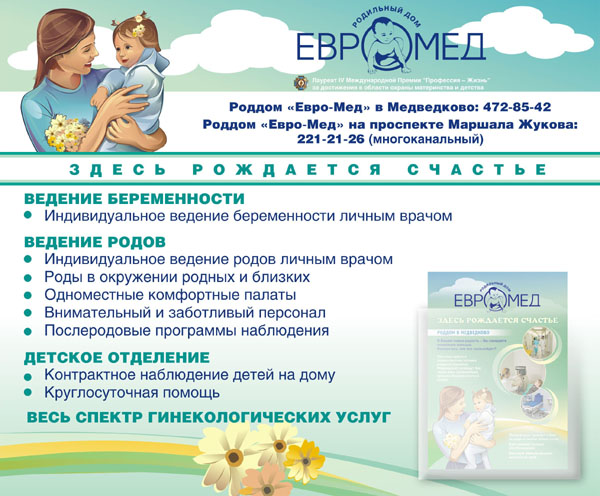 РОДИЛЬНЫЙ ДОМ
ЕВРОМЕД
Лауреат IV Международной Премии "Профессия – Жизнь"
за достижения в области охраны материнства и детства
Роддом «Евро-Мед» в Медведково: 472-85-42
Роддом «Евро-Мед» на проспекте Маршала Жукова:
221-21-26 (многоканальный)
ЗДЕСЬ РОЖДАЕТСЯ СЧАСТЬЕ
ВЕДЕНИЕ БЕРЕМЕННОСТИ
• Индивидуальное ведение беременности личным врачом
ВЕДЕНИЕ РОДОВ
• Индивидуальное ведение родов личным врачом
• Роды в окружении родных и близких
• Одноместные комфортные палаты
• Внимательный и заботливый персонал
• Послеродовые программы наблюдения
ДЕТСКОЕ ОТДЕЛЕНИЕ
• Контрактное наблюдение детей на дому
• Круглосуточная помощь
ВЕСЬ СПЕКТР ГИНЕКОЛОГИЧЕСКИХ УСЛУГ
РОДИЛЬНЫЙ ДОМ
ЕВРОМЕД
ЗДЕСЬ РОЖДАЕТСЯ СЧАСТЬЕ
РОДДОМ В МЕДВЕДКОВО